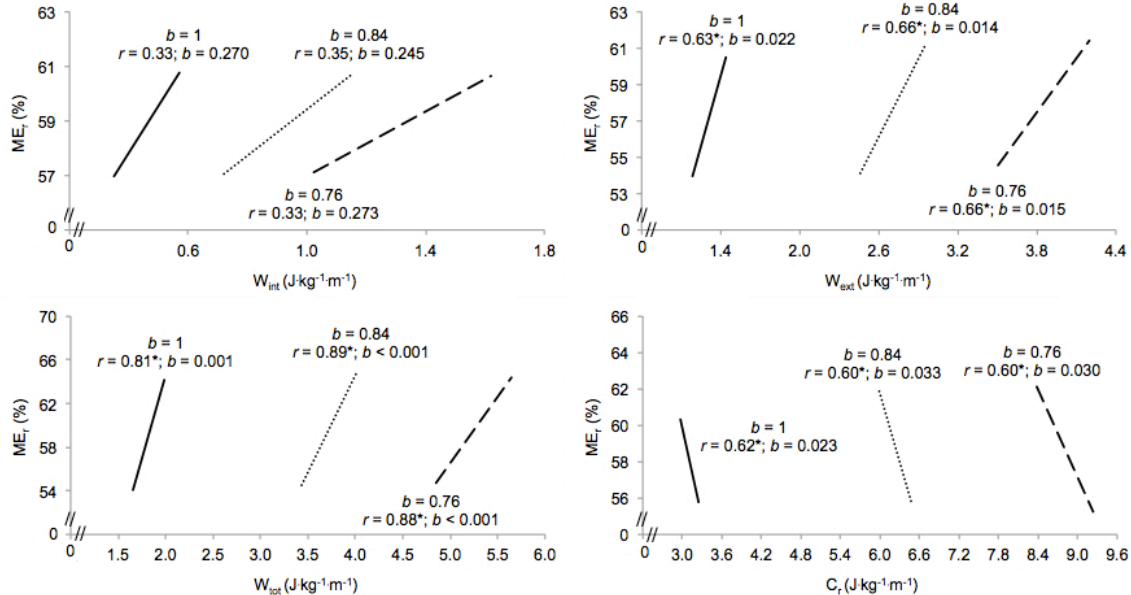 63
61
59
57
0
ME_r (%)
b = 1
r = 0.33; b = 0.270
b = 0.84
r = 0.35; b = 0.245
b = 0.76
r = 0.33; b = 0.273
0
0.6
1.0
1.4
1.8
W_int (J·kg⁻¹·m⁻¹)
63
61
59
57
55
53
0
ME_r (%)
b = 1
r = 0.63*; b = 0.022
b = 0.84
r = 0.66*; b = 0.014
b = 0.76
r = 0.66*; b = 0.015
0
1.4
2.0
2.6
3.2
3.8
4.4
W_ext (J·kg⁻¹·m⁻¹)
70
66
62
58
54
0
ME_r (%)
b = 1
r = 0.81*; b = 0.001
b = 0.84
r = 0.89*; b < 0.001
b = 0.76
r = 0.88*; b < 0.001
0
1.5
2.0
2.5
3.0
3.5
4.0
4.5
5.0
5.5
6.0
W_tot (J·kg⁻¹·m⁻¹)
66
64
62
60
58
56
0
ME_r (%)
b = 1
r = 0.62*; b = 0.023
b = 0.84
r = 0.60*; b = 0.033
b = 0.76
r = 0.60*; b = 0.030
0
3.0
3.6
4.2
4.8
5.4
6.0
6.6
7.2
7.8
8.4
9.0
9.6
C_r (J·kg⁻¹·m⁻¹)